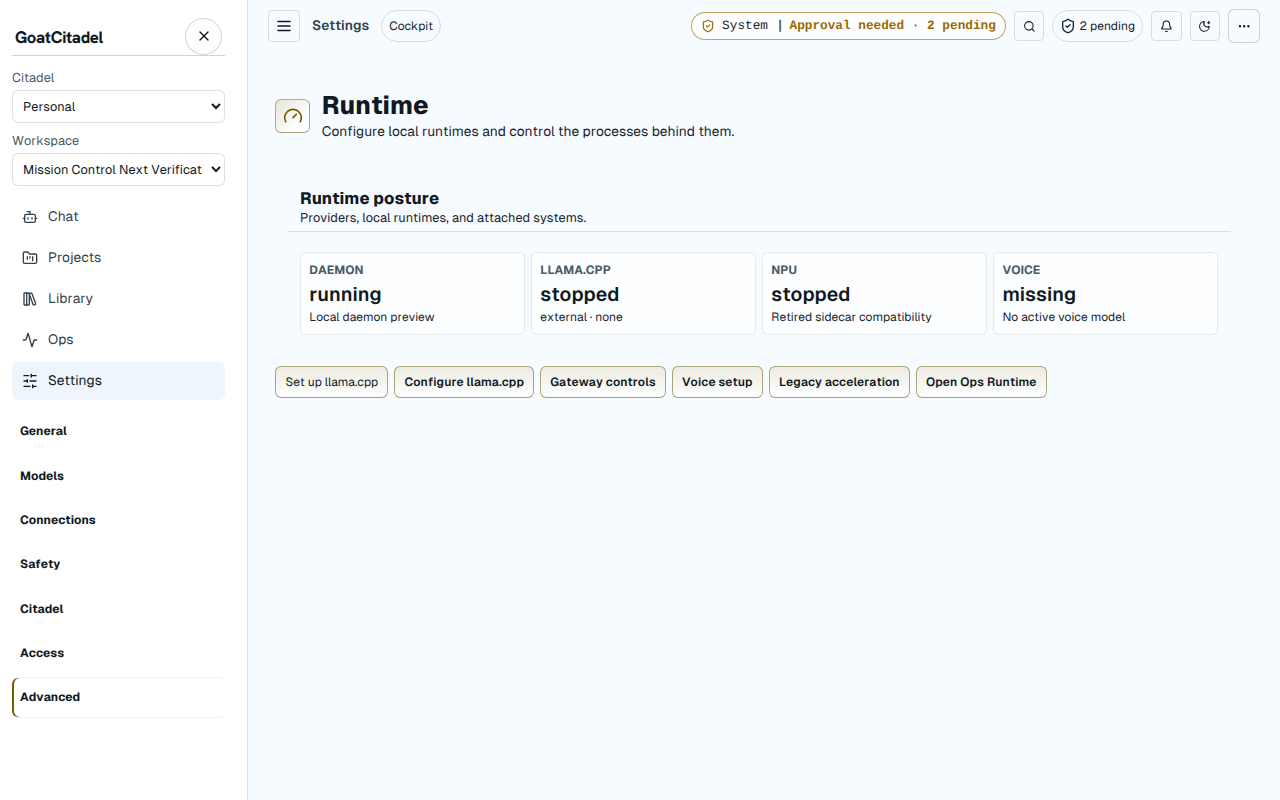 GoatCitadel
Citadel
Personal
Workspace
Mission Control Next Verificat
Chat
Projects
Library
Ops
Settings
General
Models
Connections
Safety
Citadel
Access
Advanced
Settings
Cockpit
System | Approval needed · 2 pending
2 pending
Runtime
Configure local runtimes and control the processes behind them.
Runtime posture
Providers, local runtimes, and attached systems.
DAEMON
running
Local daemon preview
LLAMA.CPP
stopped
external · none
NPU
stopped
Retired sidecar compatibility
VOICE
missing
No active voice model
Set up llama.cpp
Configure llama.cpp
Gateway controls
Voice setup
Legacy acceleration
Open Ops Runtime